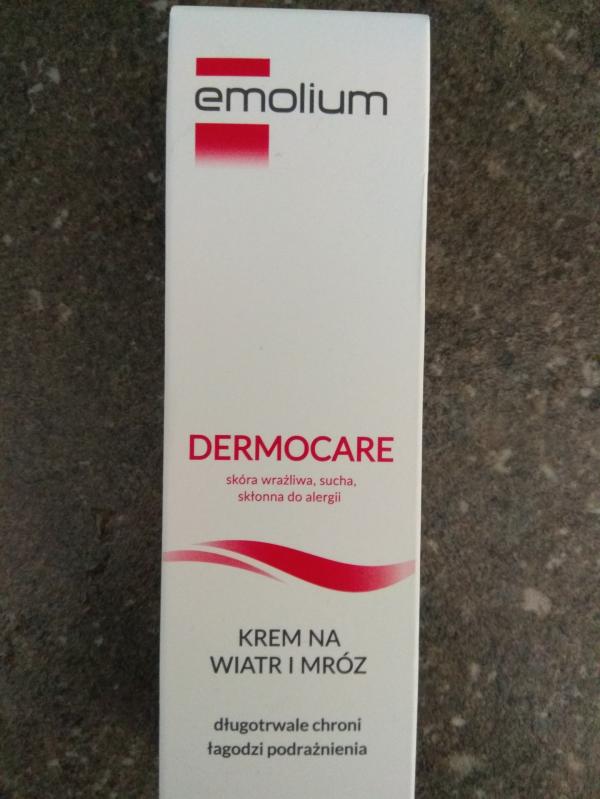 emolium
DERMOCARE
skóra wrażliwa, sucha,
skłonna do alergii
KREM NA
WIATR I MRÓZ
długotrwale chroni
łagodzi podrażnienia